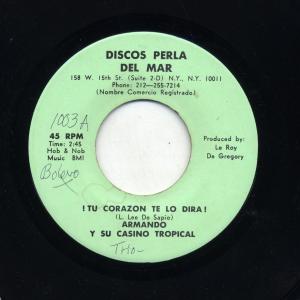 DISCOS PERLA
DEL MAR
158 W. 15th St. (Suite 2-D) N.Y., N.Y. 10011
Phone: 212—255-7214
(Nombre Comercial Registrado)
1003A
45 RPM
Time: 2:45
Hob & Nob
Music BMI
Bolero
Produced by:
Le Roy
De Gregory
! TU CORAZON TE LO DIRA !
(L. Lee De Sapio)
ARMANDO
Y SU CASINO TROPICAL
Trio-